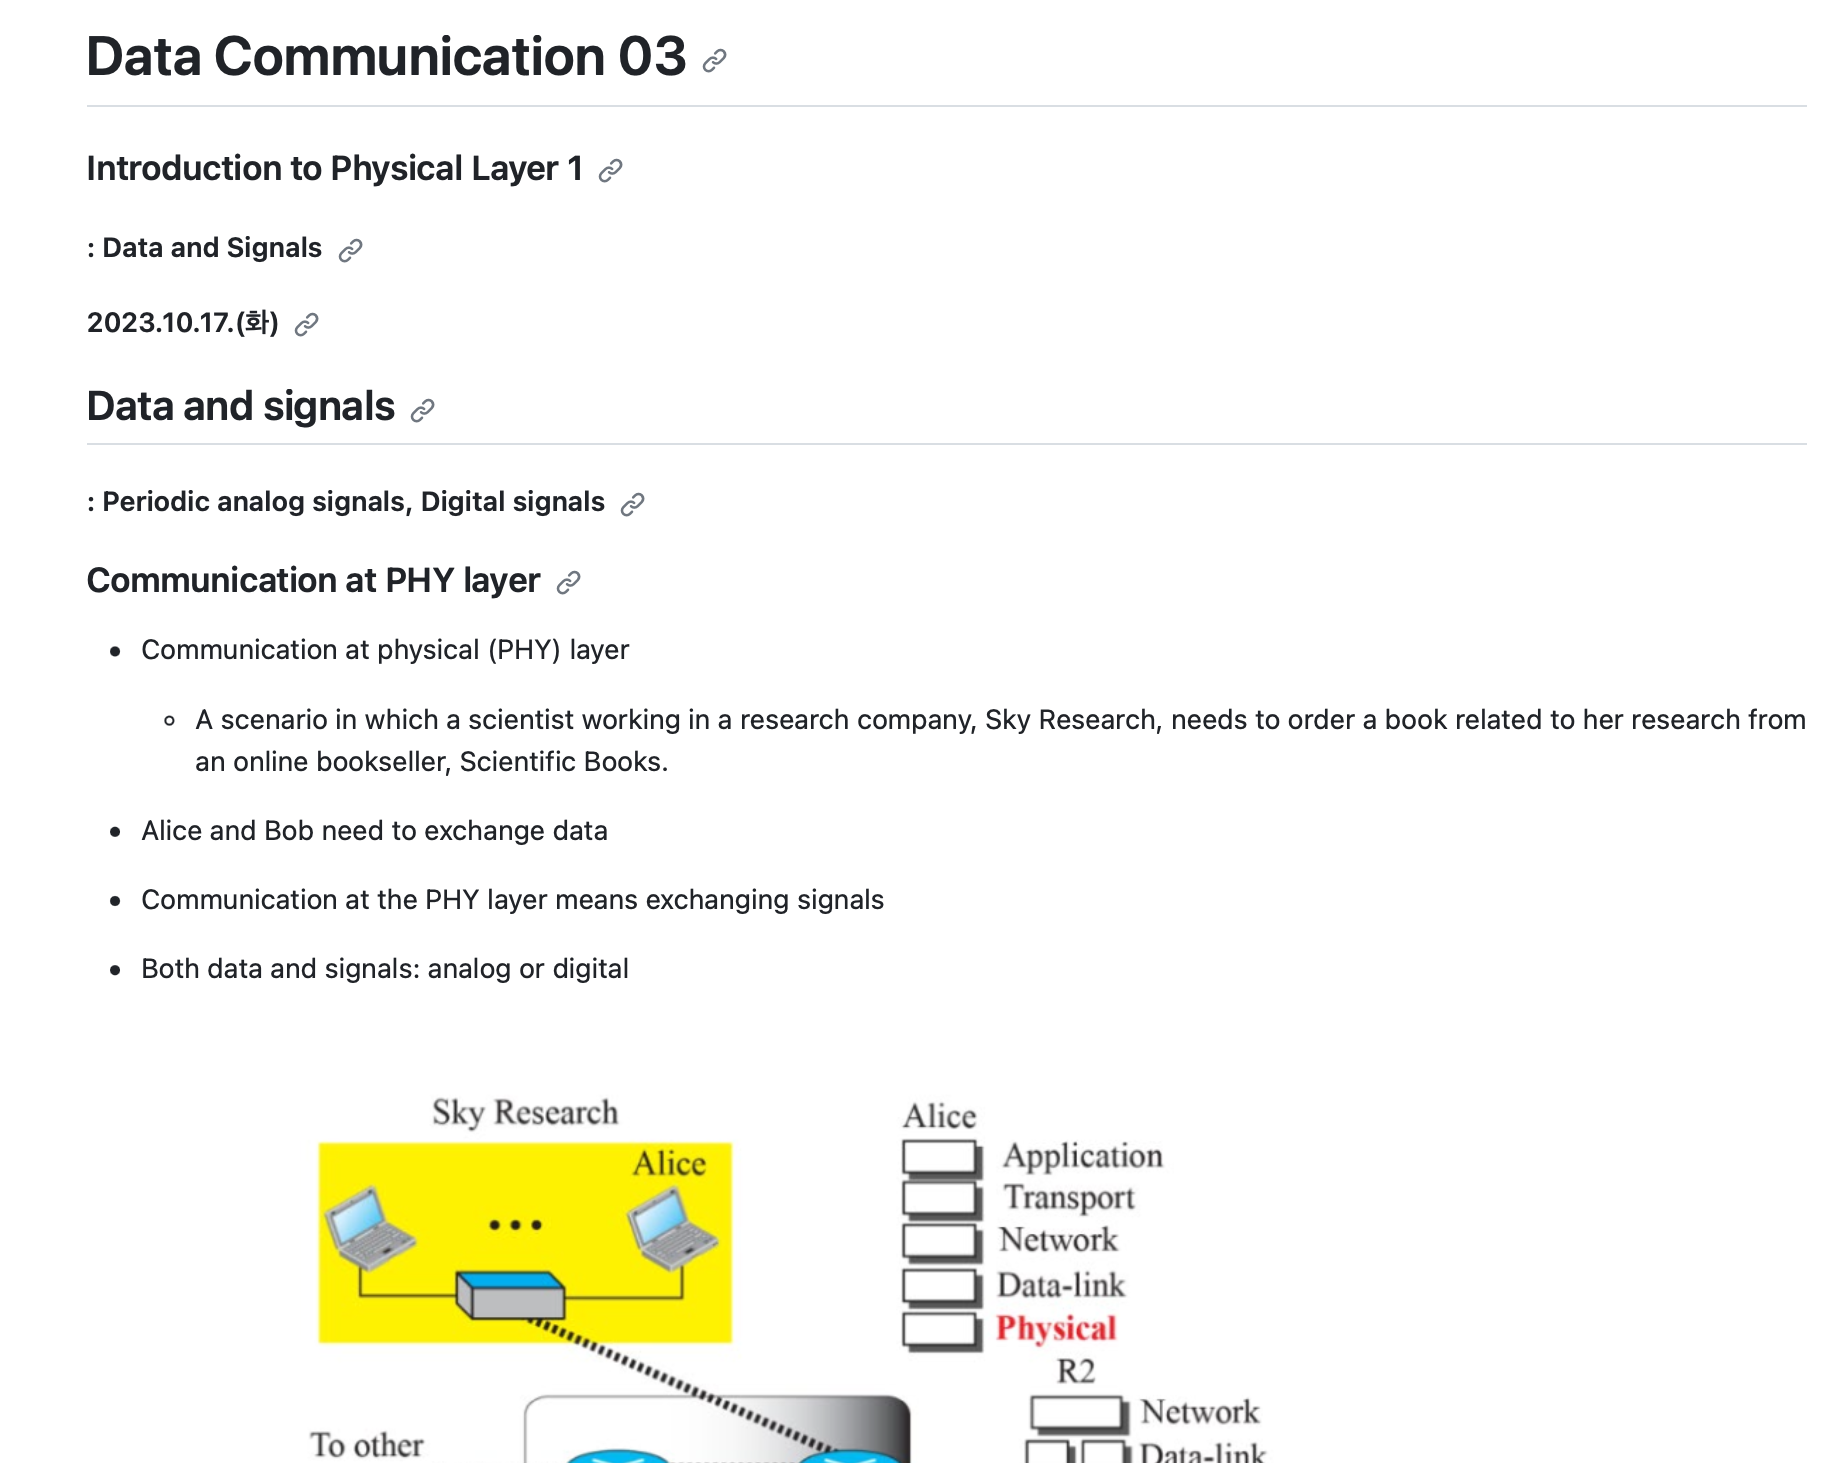 Data Communication 03
Introduction to Physical Layer 1
: Data and Signals
2023.10.17.(화)
Data and signals
: Periodic analog signals, Digital signals
Communication at PHY layer
Communication at physical (PHY) layer
A scenario in which a scientist working in a research company, Sky Research, needs to order a book related to her research from
an online bookseller, Scientific Books.
Alice and Bob need to exchange data
Communication at the PHY layer means exchanging signals
Both data and signals: analog or digital
Sky Research
Alice
Alice
Application
Transport
Network
Data-link
Physical
R2
Network
To other
Data-link